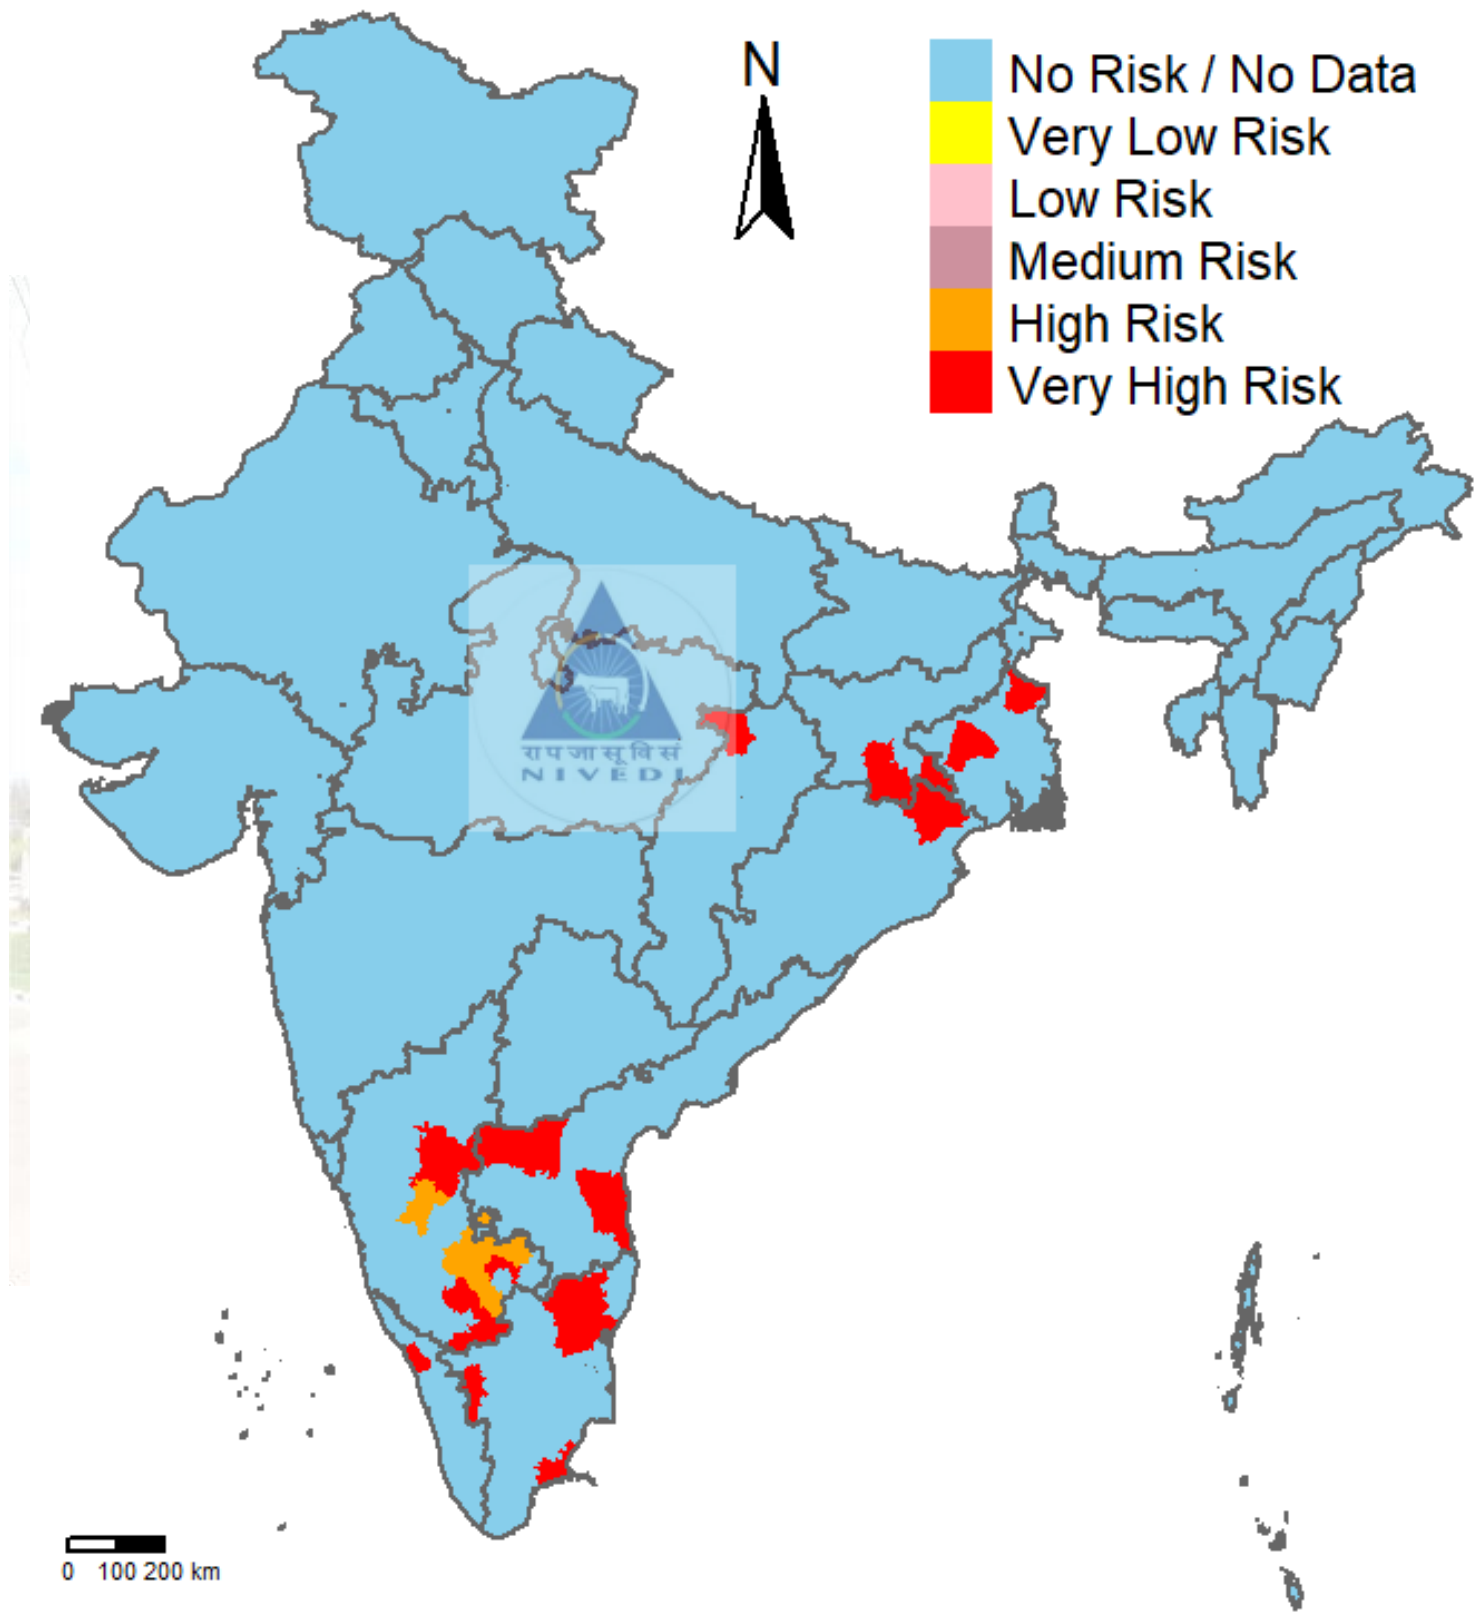 N
No Risk / No Data
Very Low Risk
Low Risk
Medium Risk
High Risk
Very High Risk
रा प जा सू वि सं
NIVEDI
0 100 200 km